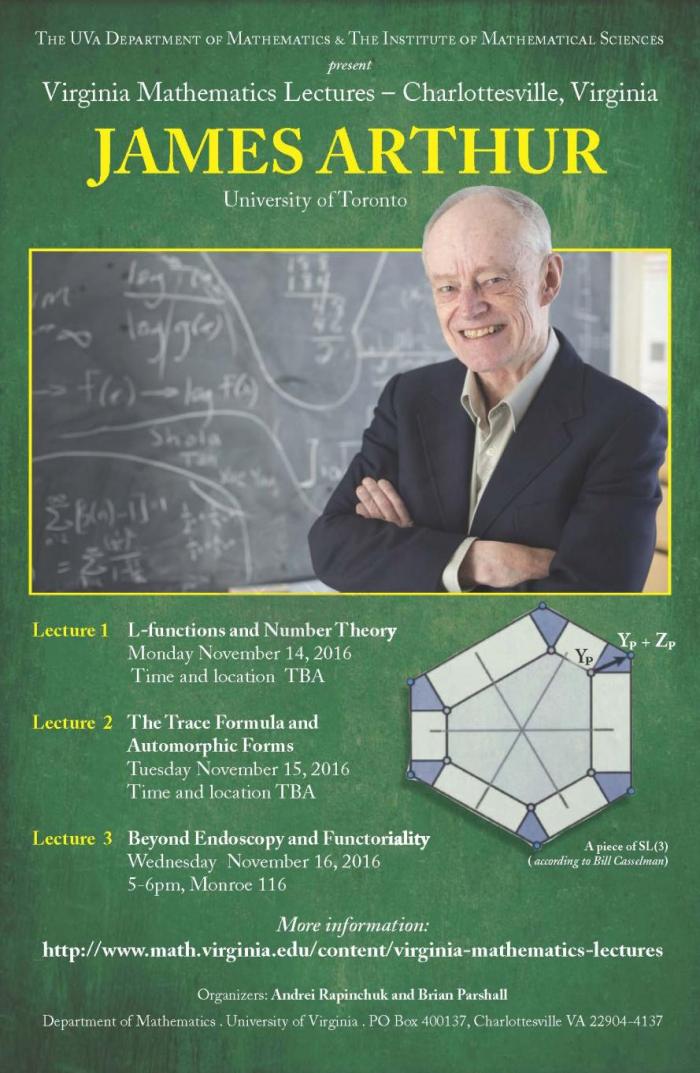 THE UVA DEPARTMENT OF MATHEMATICS & THE INSTITUTE OF MATHEMATICAL SCIENCES
present
Virginia Mathematics Lectures – Charlottesville, Virginia
JAMES ARTHUR
University of Toronto
Lecture 1 L-functions and Number Theory
Monday November 14, 2016
Time and location TBA
Lecture 2 The Trace Formula and
Automorphic Forms
Tuesday November 15, 2016
Time and location TBA
Lecture 3 Beyond Endoscopy and Functoriality
Wednesday November 16, 2016
5-6pm, Monroe 116
YP + ZP
YP
A piece of SL(3)
( according to Bill Casselman)
More information:
http://www.math.virginia.edu/content/virginia-mathematics-lectures
Organizers: Andrei Rapinchuk and Brian Parshall
Department of Mathematics . University of Virginia . PO Box 400137, Charlottesville VA 22904-4137